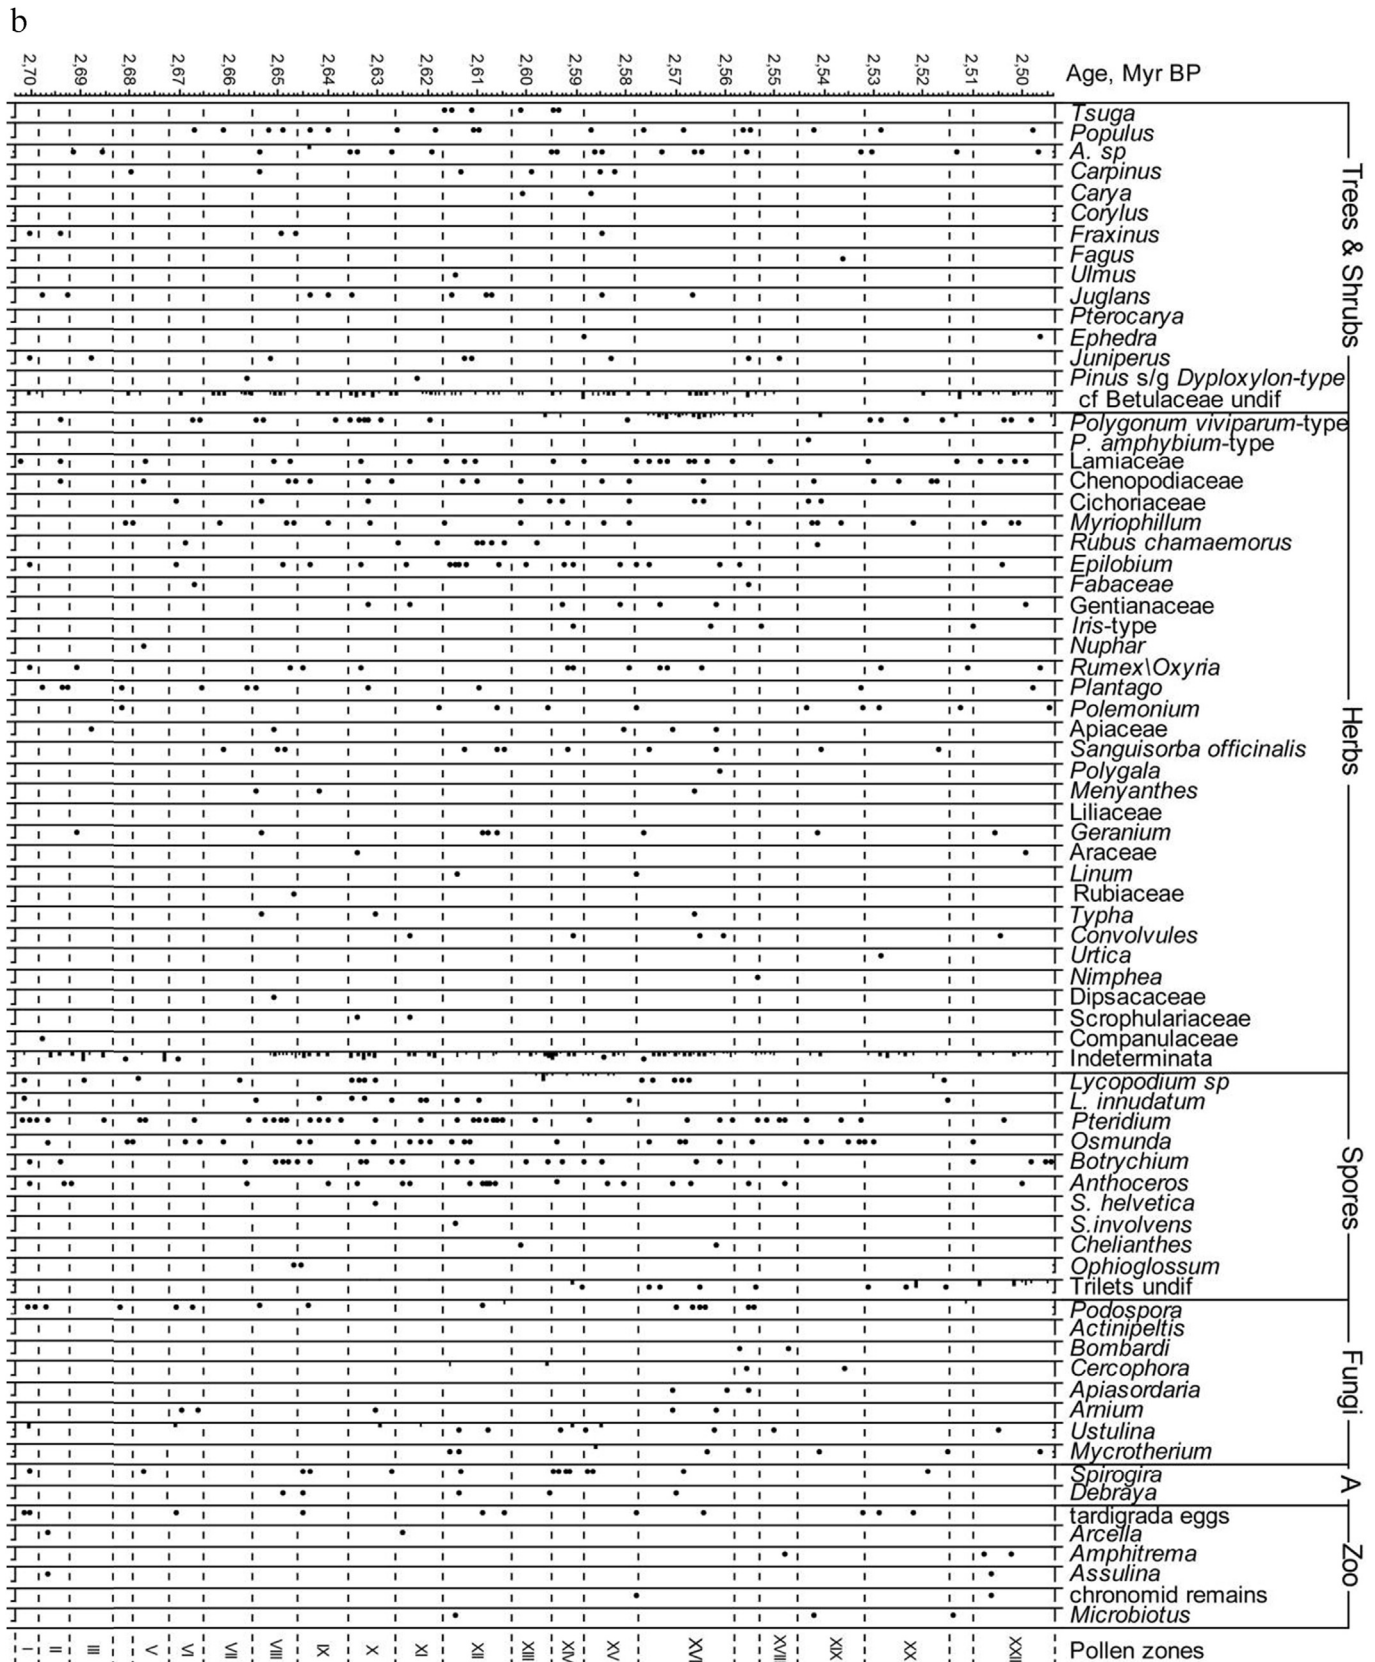 b
2,70 2,69 2,68 2,67 2,66 2,65 2,64 2,63 2,62 2,61 2,60 2,59 2,58 2,57 2,56 2,55 2,54 2,53 2,52 2,51 2,50 Age, Myr BP
Tsuga
Populus
A. sp
Carpinus
Carya
Corylus
Fraxinus
Fagus
Ulmus
Juglans
Pterocarya
Ephedra
Juniperus
Pinus s/g Dyploxylon-type
cf Betulaceae undif
Trees & Shrubs
Polygonum viviparum-type
P. amphybium-type
Lamiaceae
Chenopodiaceae
Cichoriaceae
Myriophillum
Rubus chamaemorus
Epilobium
Fabaceae
Gentianaceae
Iris-type
Nuphar
Rumex\Oxyria
Plantago
Polemonium
Apiaceae
Sanguisorba officinalis
Polygala
Menyanthes
Liliaceae
Geranium
Araceae
Linum
Rubiaceae
Typha
Convolvules
Urtica
Nimphea
Dipsacaceae
Scrophulariaceae
Companulaceae
Indeterminata
Herbs
Lycopodium sp
L. innudatum
Pteridium
Osmunda
Botrychium
Anthoceros
S. helvetica
S.involvens
Chelianthes
Ophioglossum
Trilets undif
Spores
Podospora
Actinipeltis
Bombardi
Cercophora
Apiasordaria
Arnium
Ustulina
Mycrotherium
Fungi
Spirogira
Debraya
A
tardigrada eggs
Arcella
Amphitrema
Assulina
chronomid remains
Microbiotus
Zoo
I II III V VI VII VIII IX X XI XII XIII XIV XV XVI XVIII XIX XX XXII Pollen zones